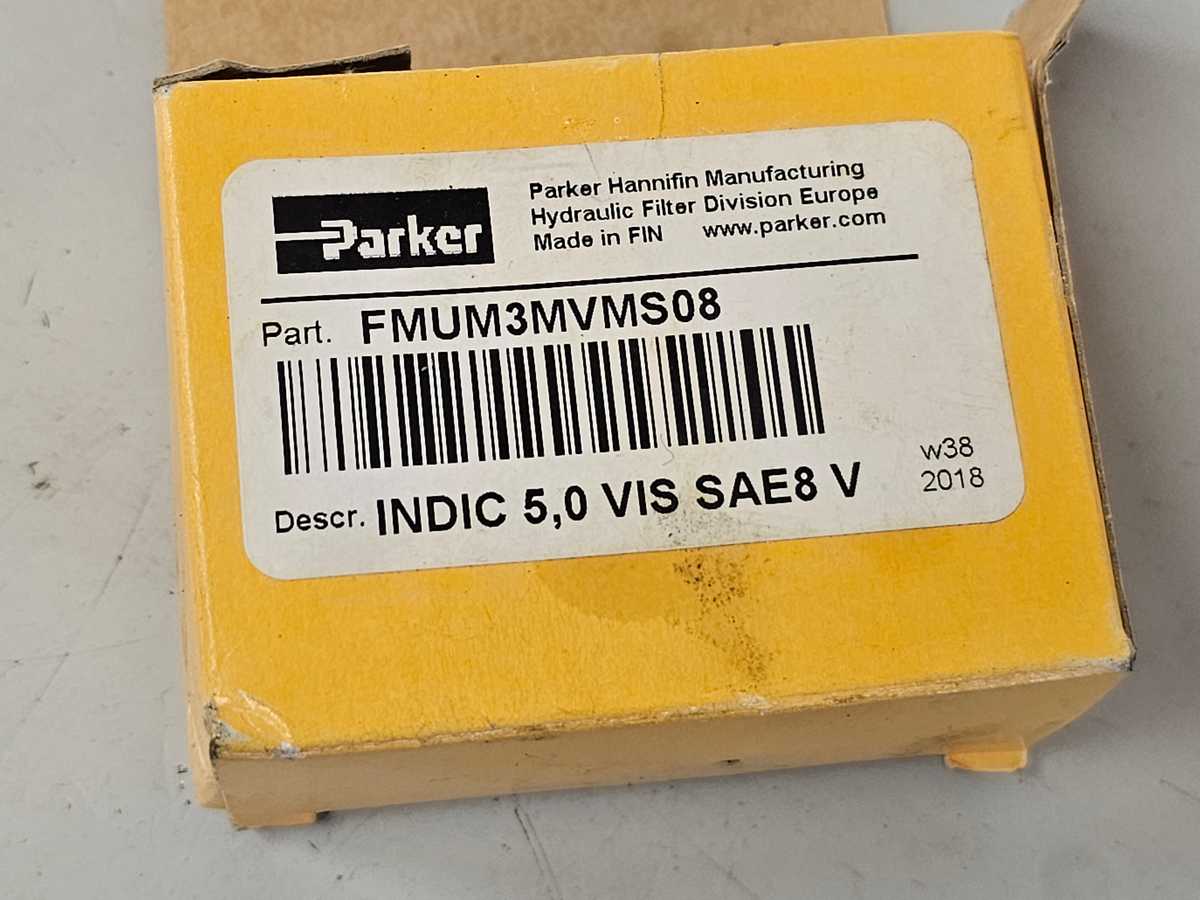 Parker
Parker Hannifin Manufacturing
Hydraulic Filter Division Europe
Made in FIN www.parker.com
Part. FMUM3MVMS08
Descr. INDIC 5,0 VIS SAE8 V
w38
2018